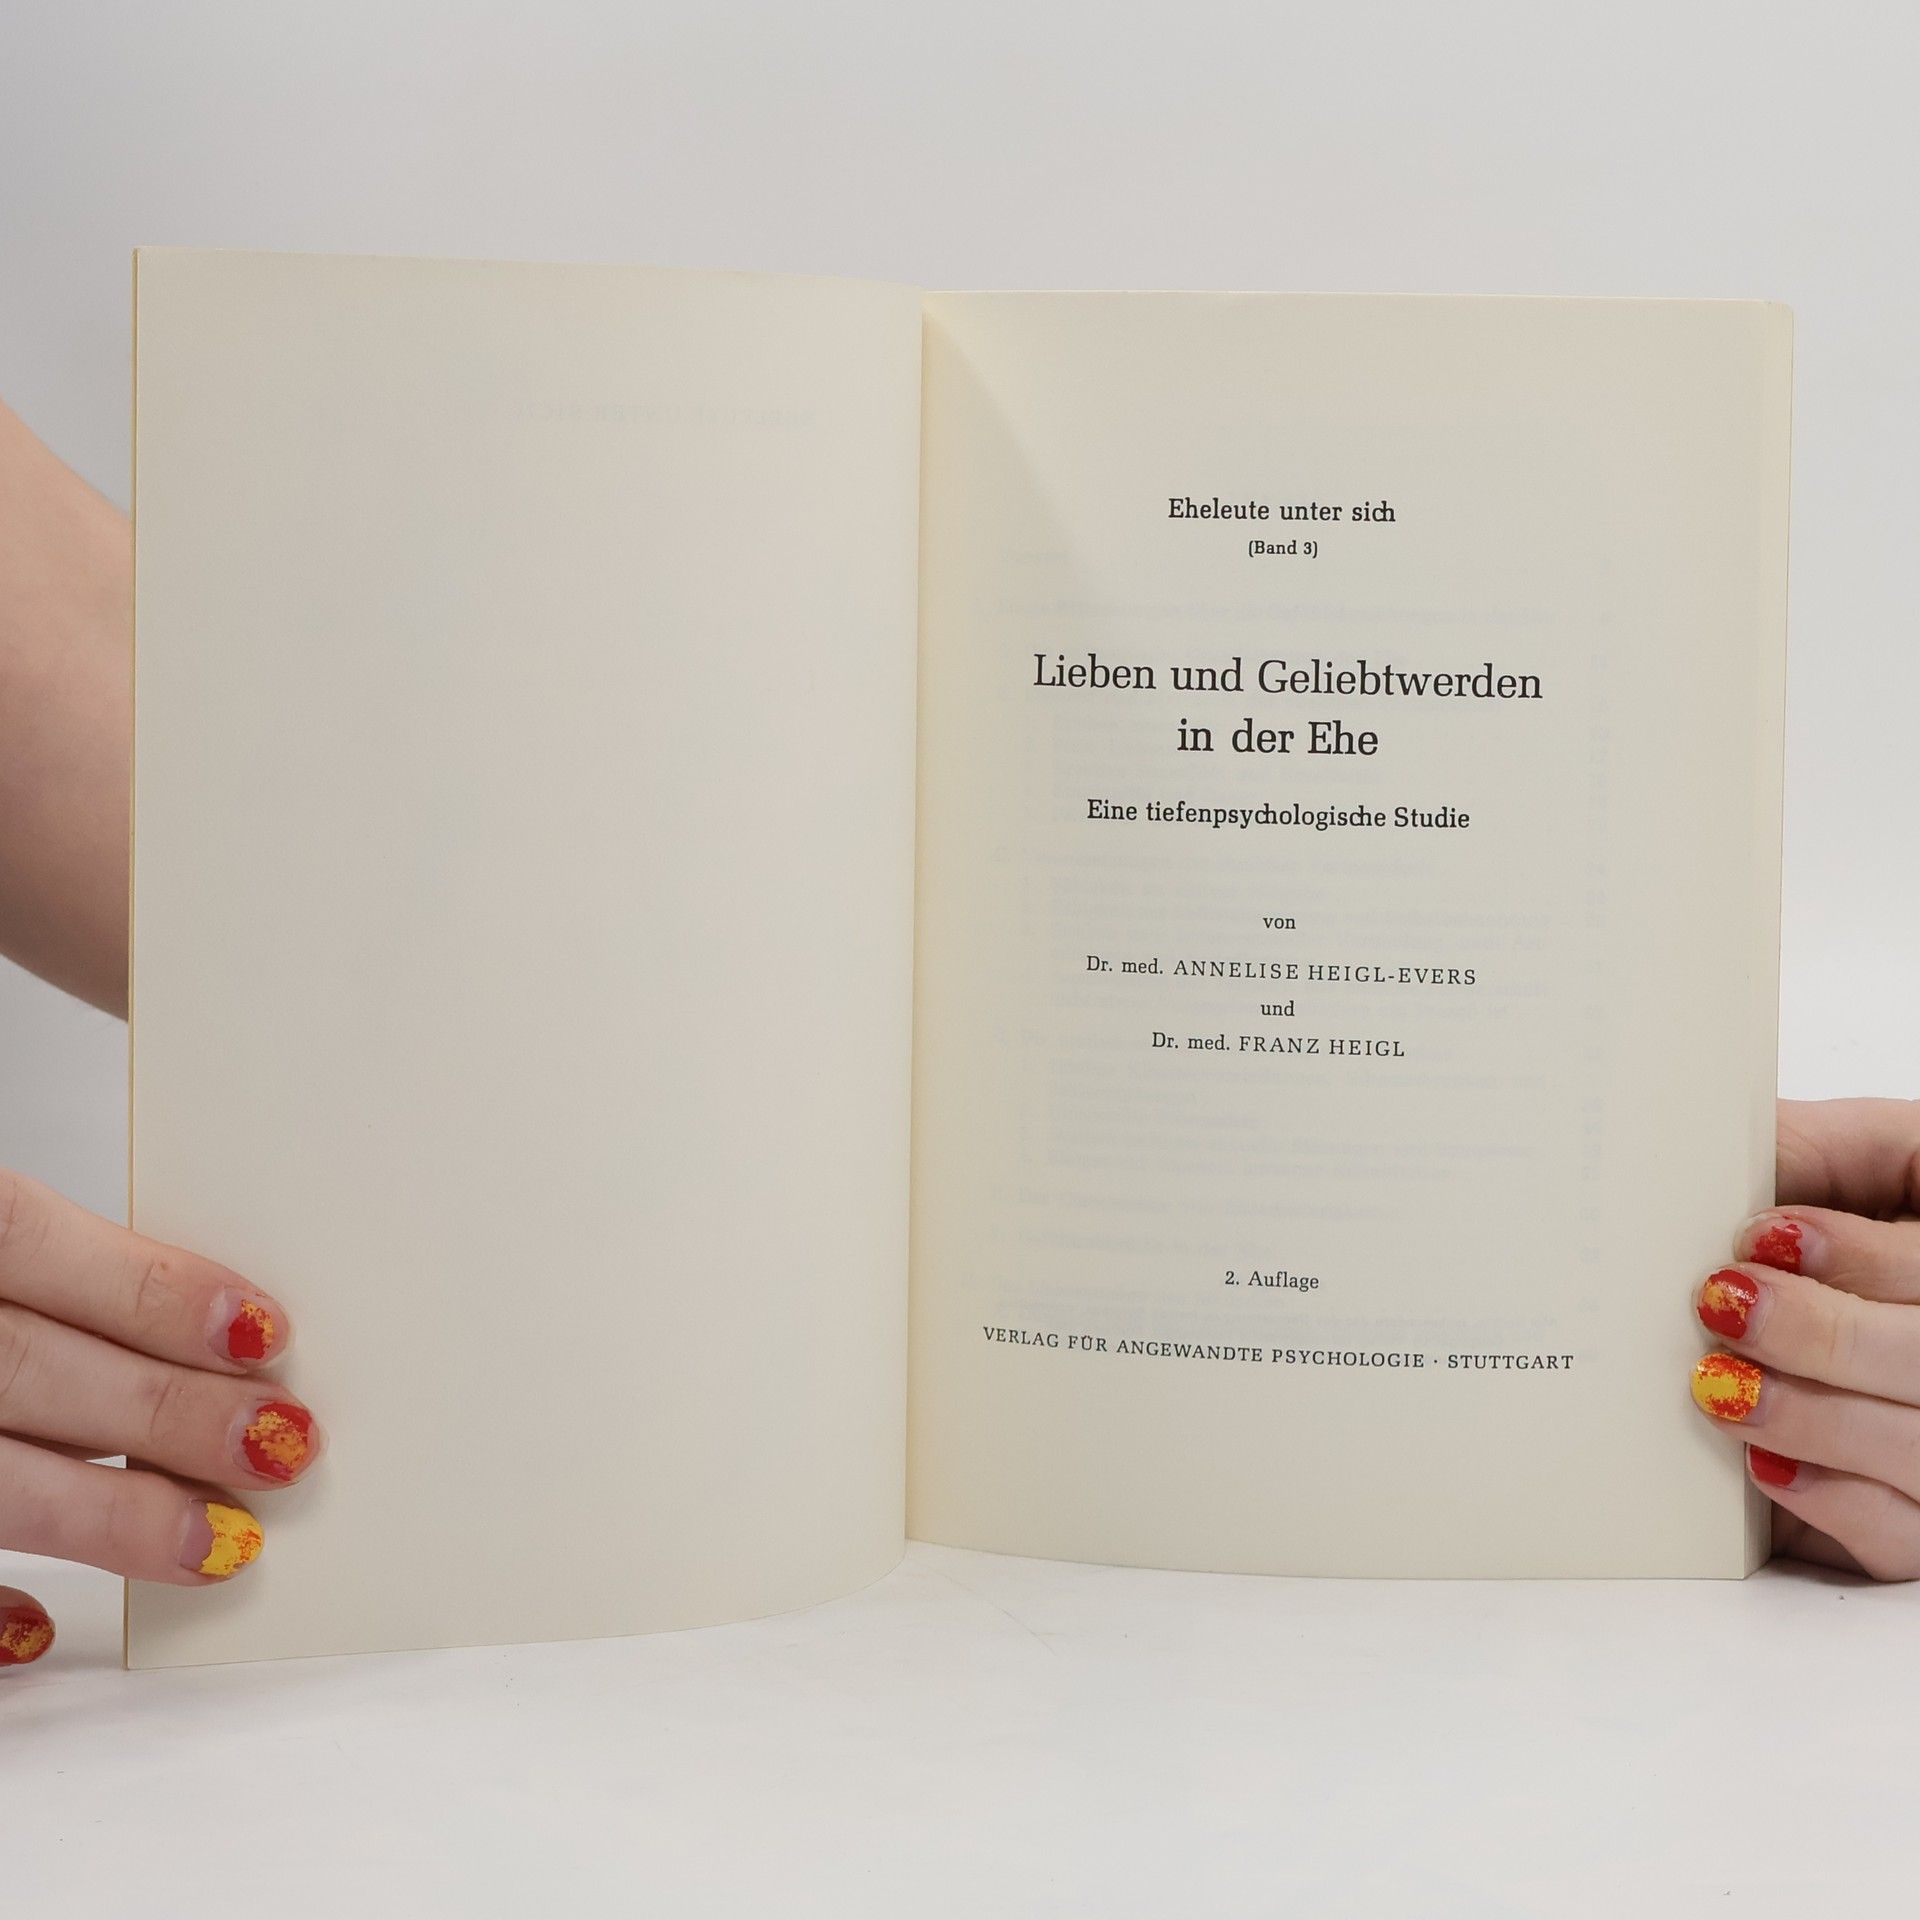 Eheleute unter sich
(Band 3)
Lieben und Geliebtwerden
in der Ehe
Eine tiefenpsychologische Studie
von
Dr. med. ANNELISE HEIGL-EVERS
und
Dr. med. FRANZ HEIGL
2. Auflage
VERLAG FÜR ANGEWANDTE PSYCHOLOGIE · STUTTGART